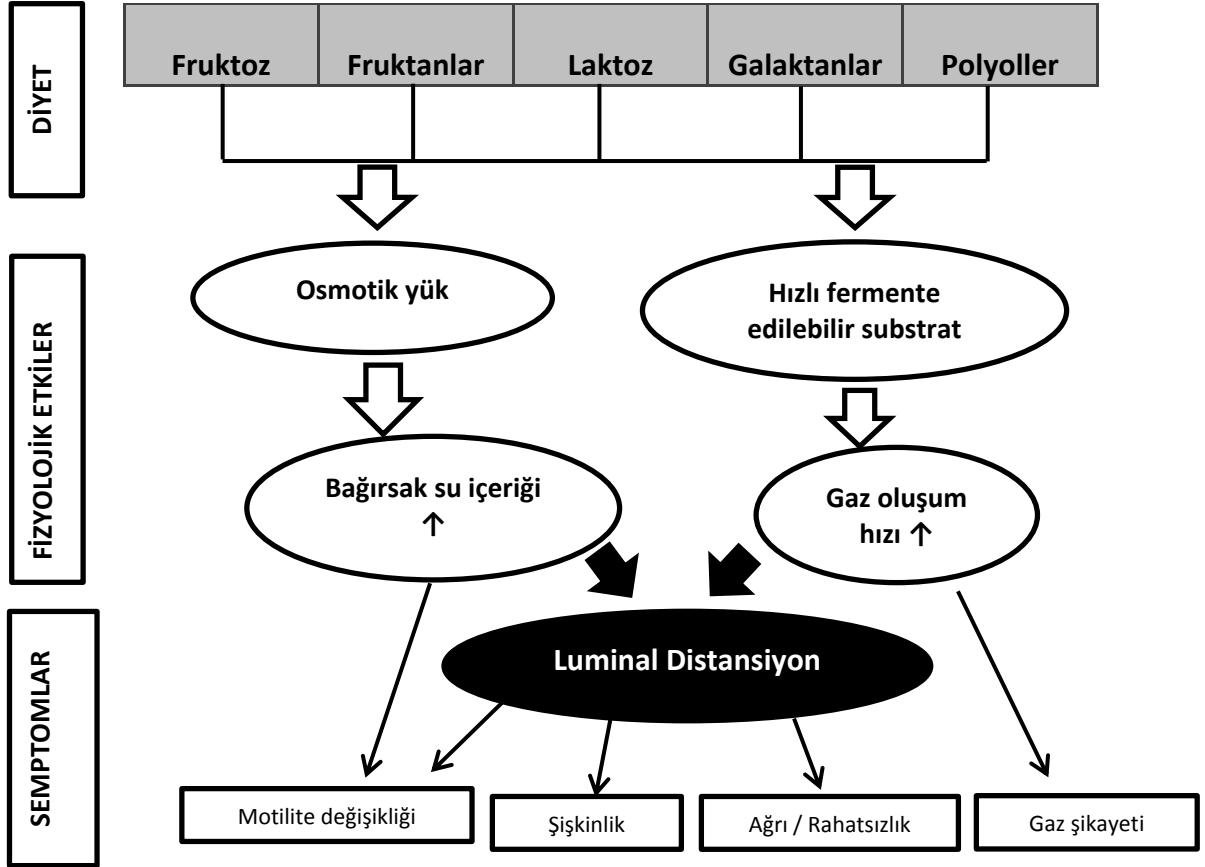 DİYET
Fruktoz
Fruktanlar
Laktoz
Galaktanlar
Polyoller
FİZYOLOJİK ETKİLER
Osmotik yük
Hızlı fermente
edilebilir substrat
Bağırsak su içeriği
↑
Gaz oluşum
hızı ↑
SEMPTOMLAR
Luminal Distansiyon
Motilite değişikliği
Şişkinlik
Ağrı / Rahatsızlık
Gaz şikayeti